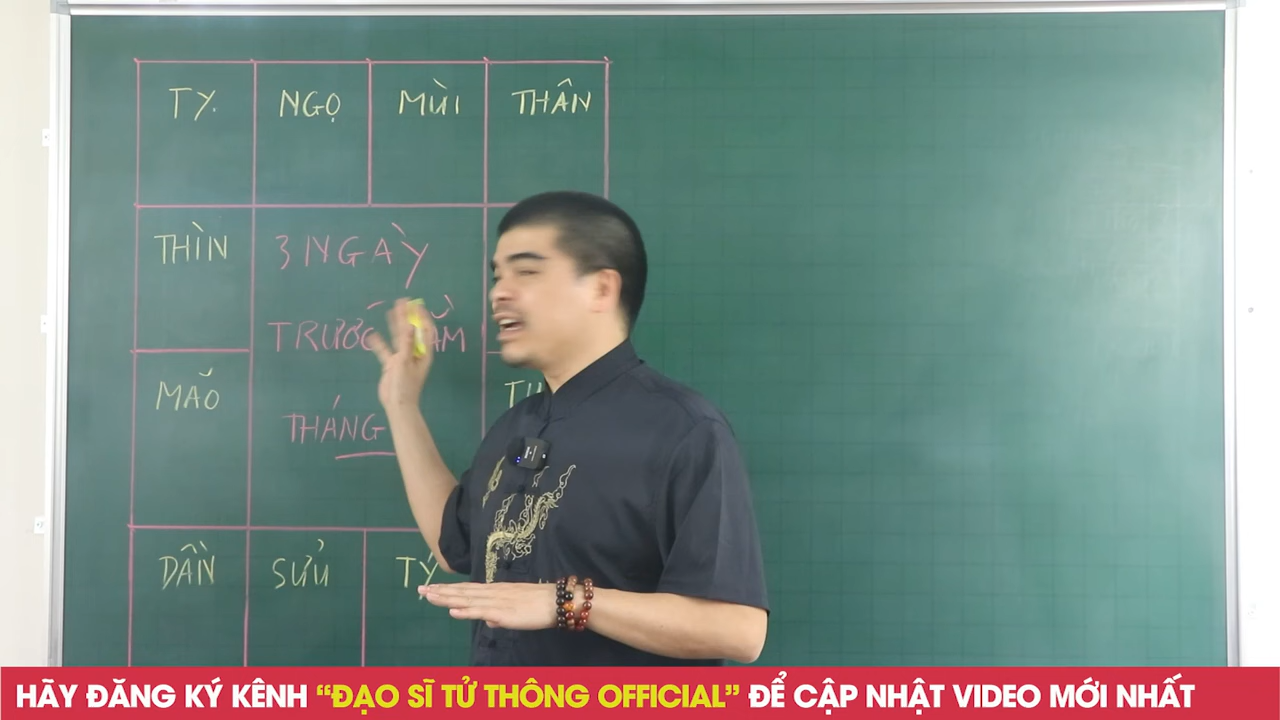 TỴ NGỌ MÙI THÂN
THÌN
3 NGÀY
TRƯỚC
THÁNG
MÃO
DẦN SỬU TÝ
HÃY ĐĂNG KÝ KÊNH “ĐẠO SĨ TỬ THÔNG OFFICIAL” ĐỂ CẬP NHẬT VIDEO MỚI NHẤT